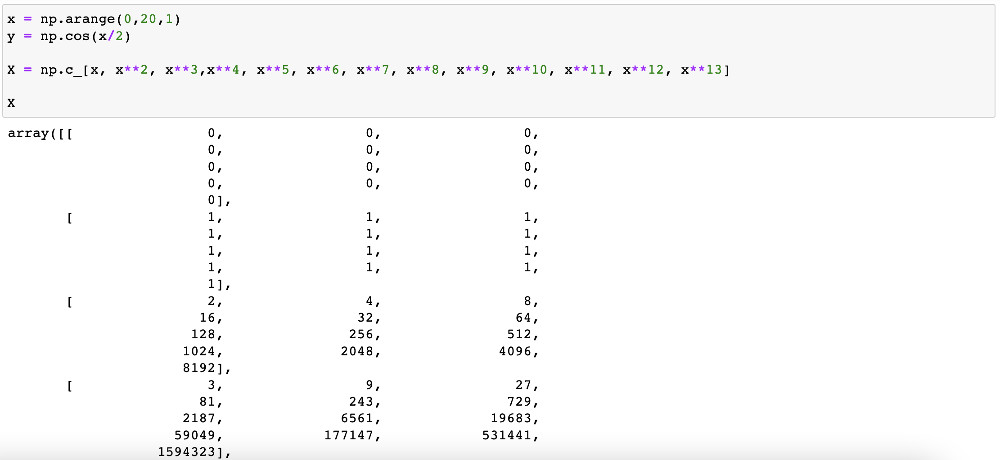 x = np.arange(0,20,1)
y = np.cos(x/2)
X = np.c_[x, x**2, x**3,x**4, x**5, x**6, x**7, x**8, x**9, x**10, x**11, x**12, x**13]
X
array([[ 0, 0, 0,
0, 0, 0,
0, 0, 0,
0, 0, 0,
0],
[ 1, 1, 1,
1, 1, 1,
1, 1, 1,
1, 1, 1,
1],
[ 2, 4, 8,
16, 32, 64,
128, 256, 512,
1024, 2048, 4096,
8192],
[ 3, 9, 27,
81, 243, 729,
2187, 6561, 19683,
59049, 177147, 531441,
1594323],